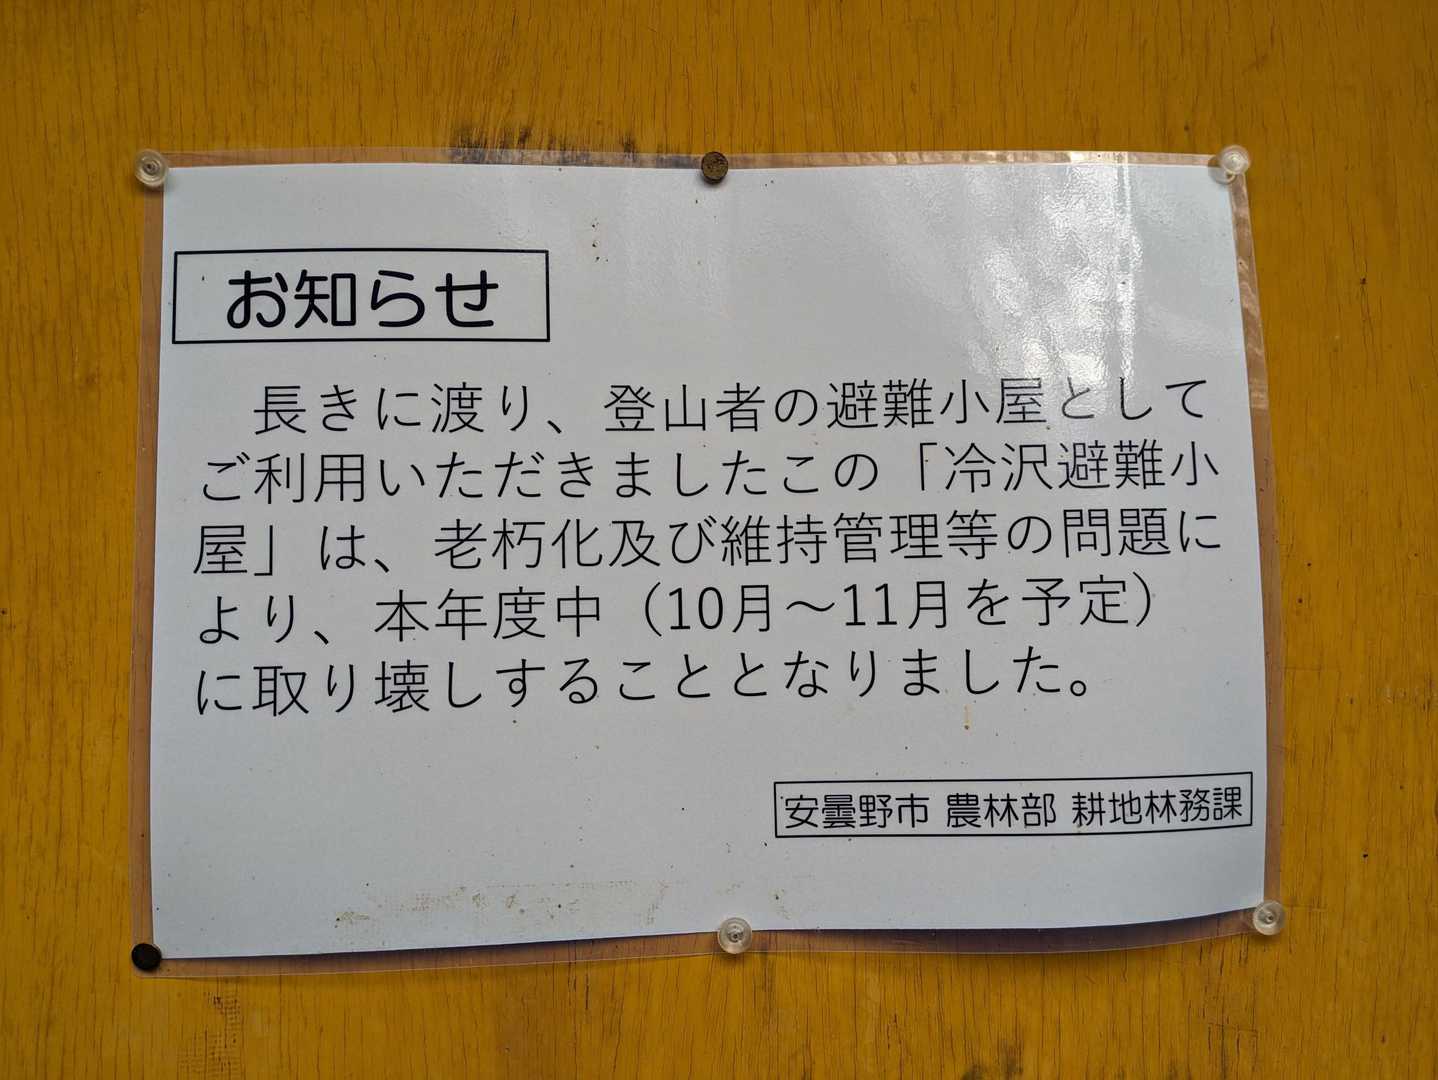 お知らせ
長きに渡り、登山者の避難小屋として
ご利用いただきましたこの「冷沢避難小
屋」は、老朽化及び維持管理等の問題に
より、本年度中（10月～11月を予定）
に取り壊しすることとなりました。
安曇野市 農林部 耕地林務課